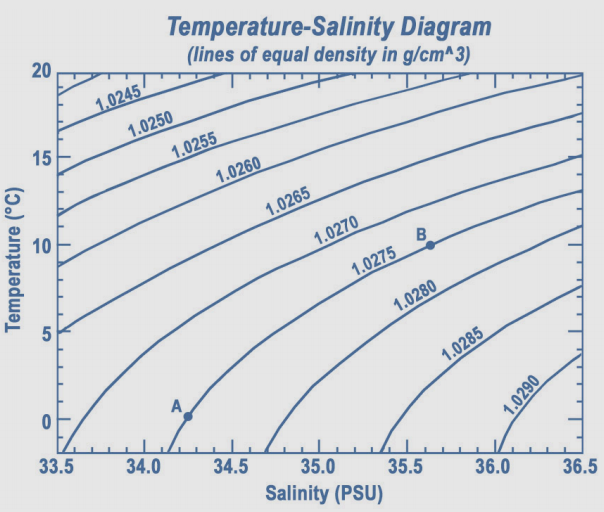 Temperature-Salinity Diagram
(lines of equal density in g/cm^3)
20
15
10
5
0
Temperature (°C)
1.0245
1.0250
1.0255
1.0260
1.0265
1.0270
1.0275
1.0280
1.0285
1.0290
B
A
33.5 34.0 34.5 35.0 35.5 36.0 36.5
Salinity (PSU)